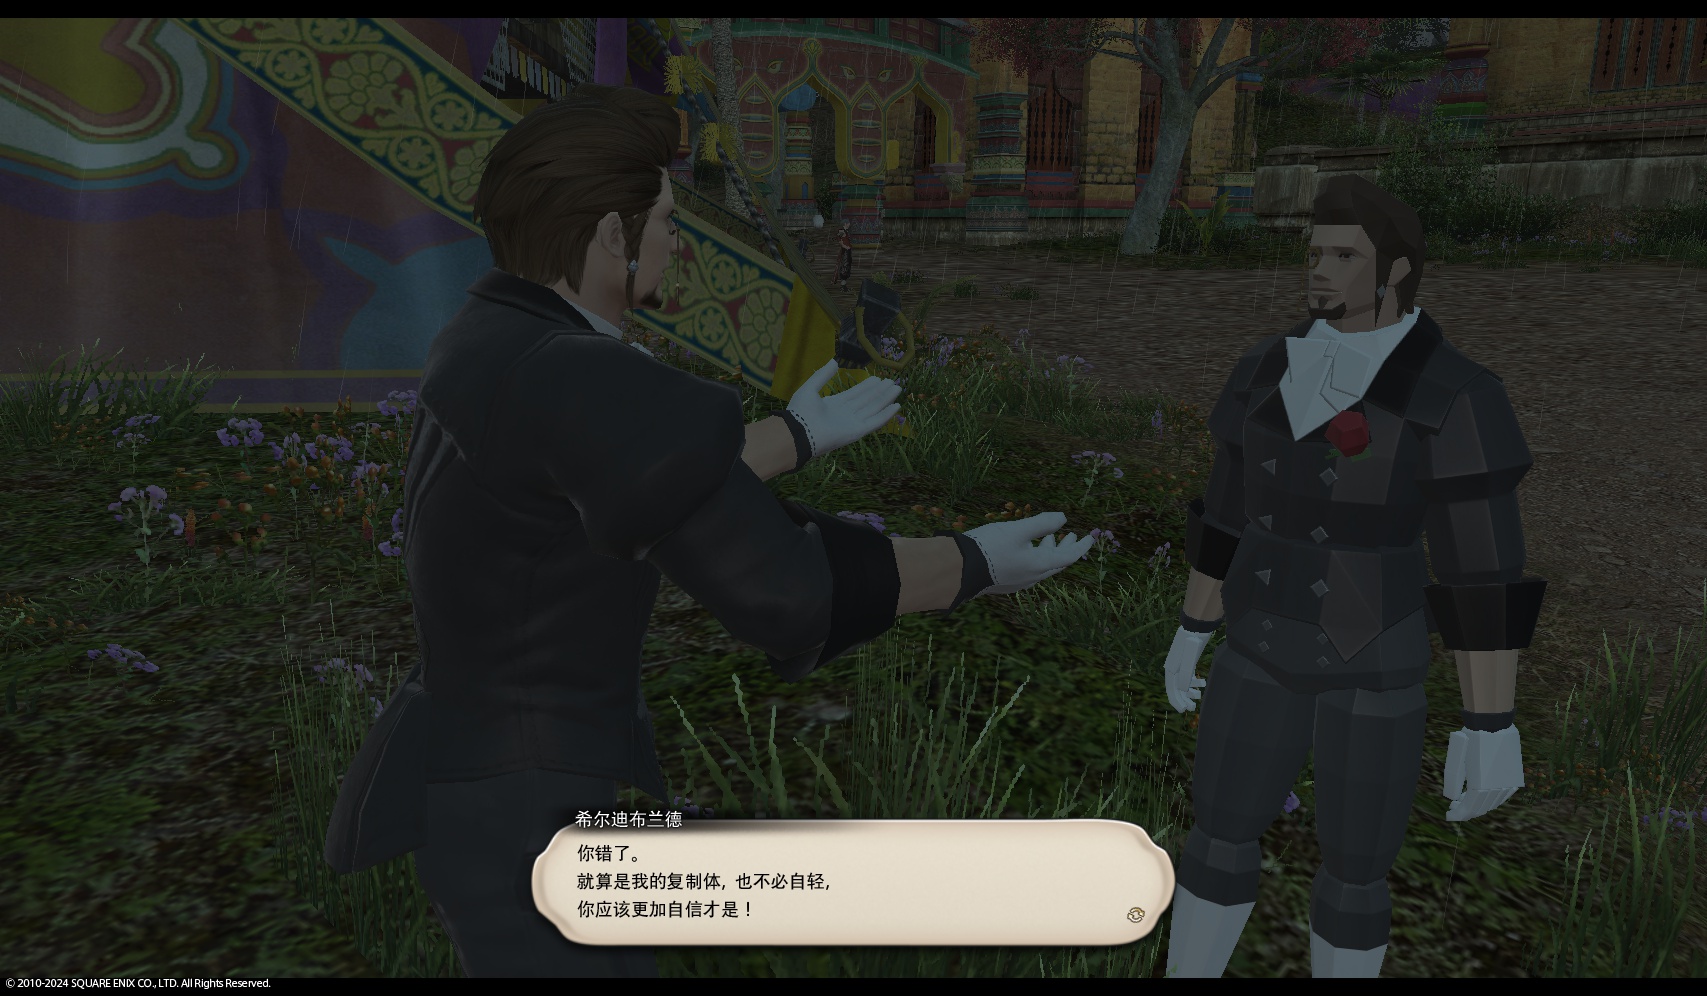 希尔迪布兰德
你错了。
就算是我的复制体，也不必自轻，
你应该更加自信才是！
© 2010-2024 SQUARE ENIX CO., LTD. All Rights Reserved.